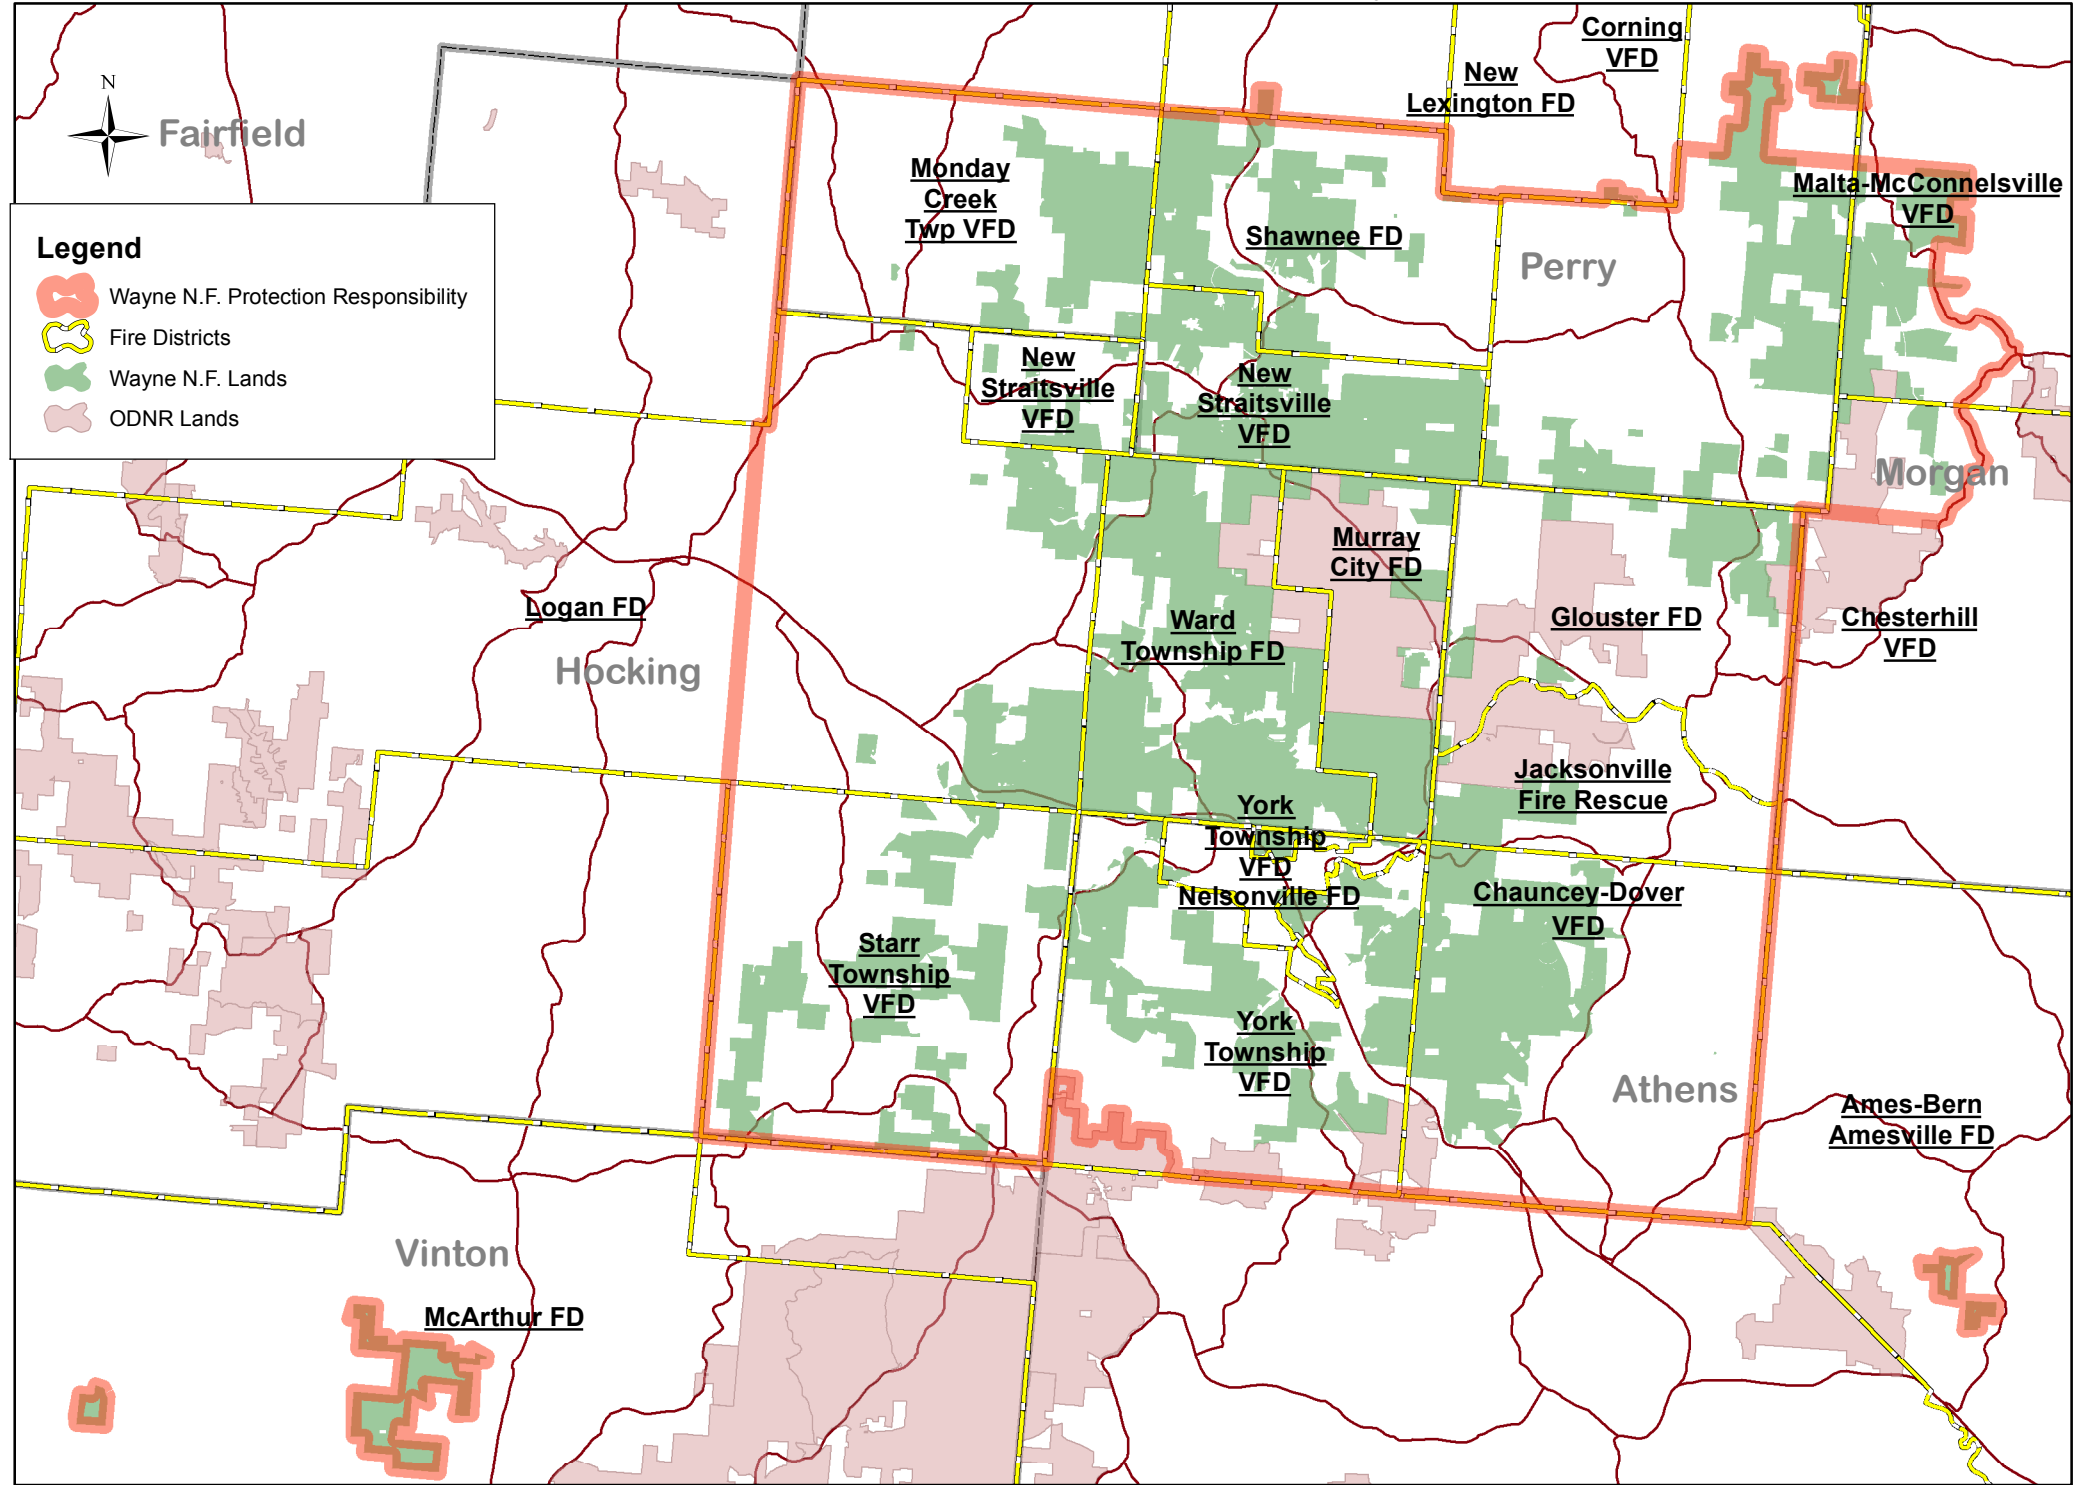 Corning
VFD
New
Lexington FD
N
Fairfield
Monday
Creek
Twp VFD
Malta-McConnelsville
VFD
Shawnee FD
Perry
Legend
Wayne N.F. Protection Responsibility
Fire Districts
Wayne N.F. Lands
ODNR Lands
New
Straitsville
VFD
New
Straitsville
VFD
Morgan
Murray
City FD
Logan FD
Ward
Township FD
Glouster FD
Chesterhill
VFD
Hocking
Jacksonville
Fire Rescue
York
Township
VFD
Nelsonville FD
Chauncey-Dover
VFD
Starr
Township
VFD
York
Township
VFD
Athens
Ames-Bern
Amesville FD
Vinton
McArthur FD